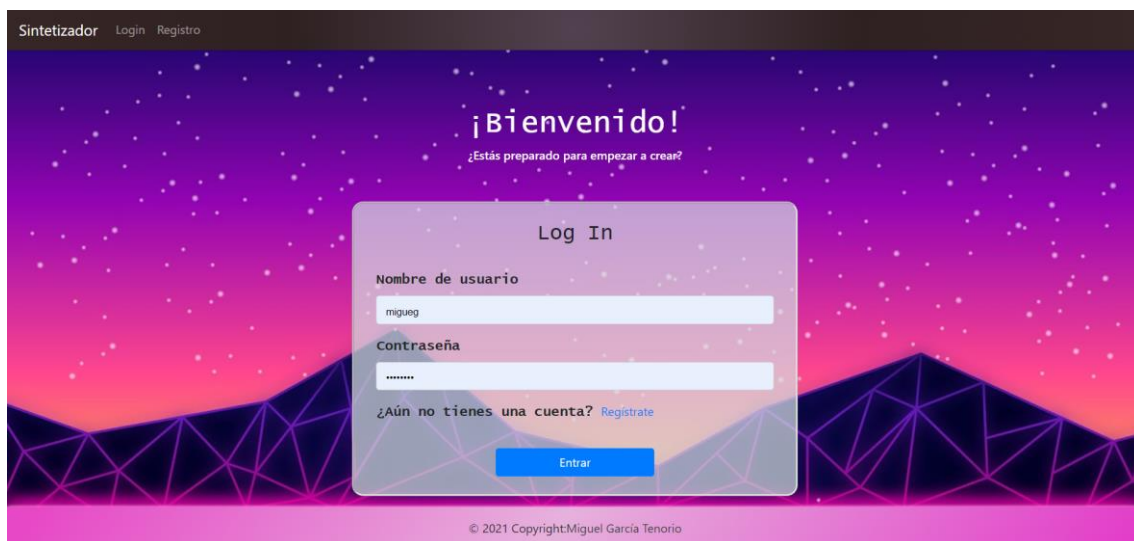 Sintetizador Login Registro
¡Bienvenido!
¿Estás preparado para empezar a crear?
Log In
Nombre de usuario
migueg
Contraseña
••••••••
¿Aún no tienes una cuenta? Regístrate
Entrar
© 2021 Copyright:Miguel García Tenorio